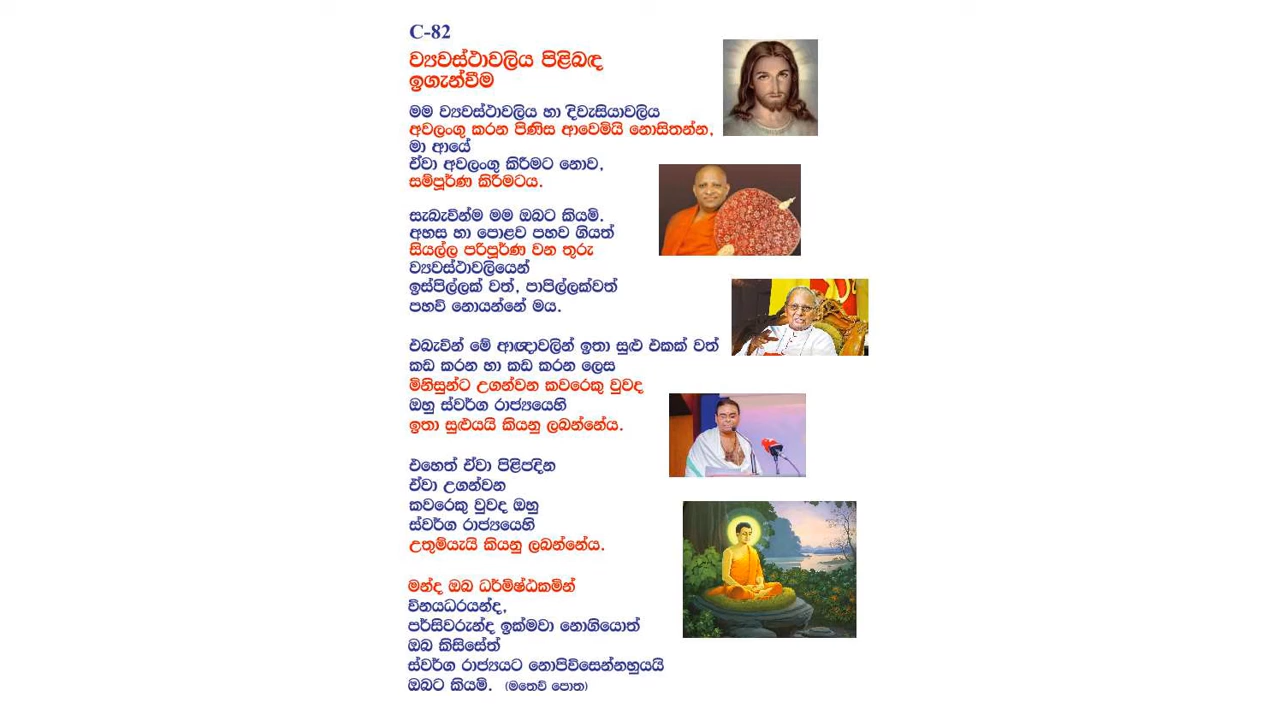 C-82
ව්‍යවස්ථාවලිය පිළිබඳ
ඉගැන්වීම
මම ව්‍යවස්ථාවලිය හා දිවැසියාවලිය
අවලංගු කරන පිණිස ආවෙමියි නොසිතන්න,
මා ආයේ
ඒවා අවලංගු කිරීමට නොව,
සම්පූර්ණ කිරීමටය.
සැබැවින්ම මම ඔබට කියමි.
අහස හා පොළව පහව ගියත්
සියල්ල පරිපූර්ණ වන තුරු
ව්‍යවස්ථාවලියෙන්
ඉස්පිල්ලක් වත්, පාපිල්ලක්වත්
පහවී නොයන්නේ මය.
එබැවින් මේ ආඥාවලින් ඉතා සුළු එකක් වත්
කඩ කරන හා කඩ කරන ලෙස
මිනිසුන්ට උගන්වන කවරෙකු වුවද
ඔහු ස්වර්ග රාජ්‍යයෙහි
ඉතා සුළුයයි කියනු ලබන්නේය.
එහෙත් ඒවා පිළිපදින
ඒවා උගන්වන
කවරෙකු වුවද ඔහු
ස්වර්ග රාජ්‍යයෙහි
උතුම්යැයි කියනු ලබන්නේය.
මන්ද ඔබ ධර්මිෂ්ඨකමින්
විනයධරයන්ද,
පර්සිවරුන්ද ඉක්මවා නොගියොත්
ඔබ කිසිසේත්
ස්වර්ග රාජ්‍යයට නොපිවිසෙන්නහුයයි
ඔබට කියමි. (මතෙව් පොත)